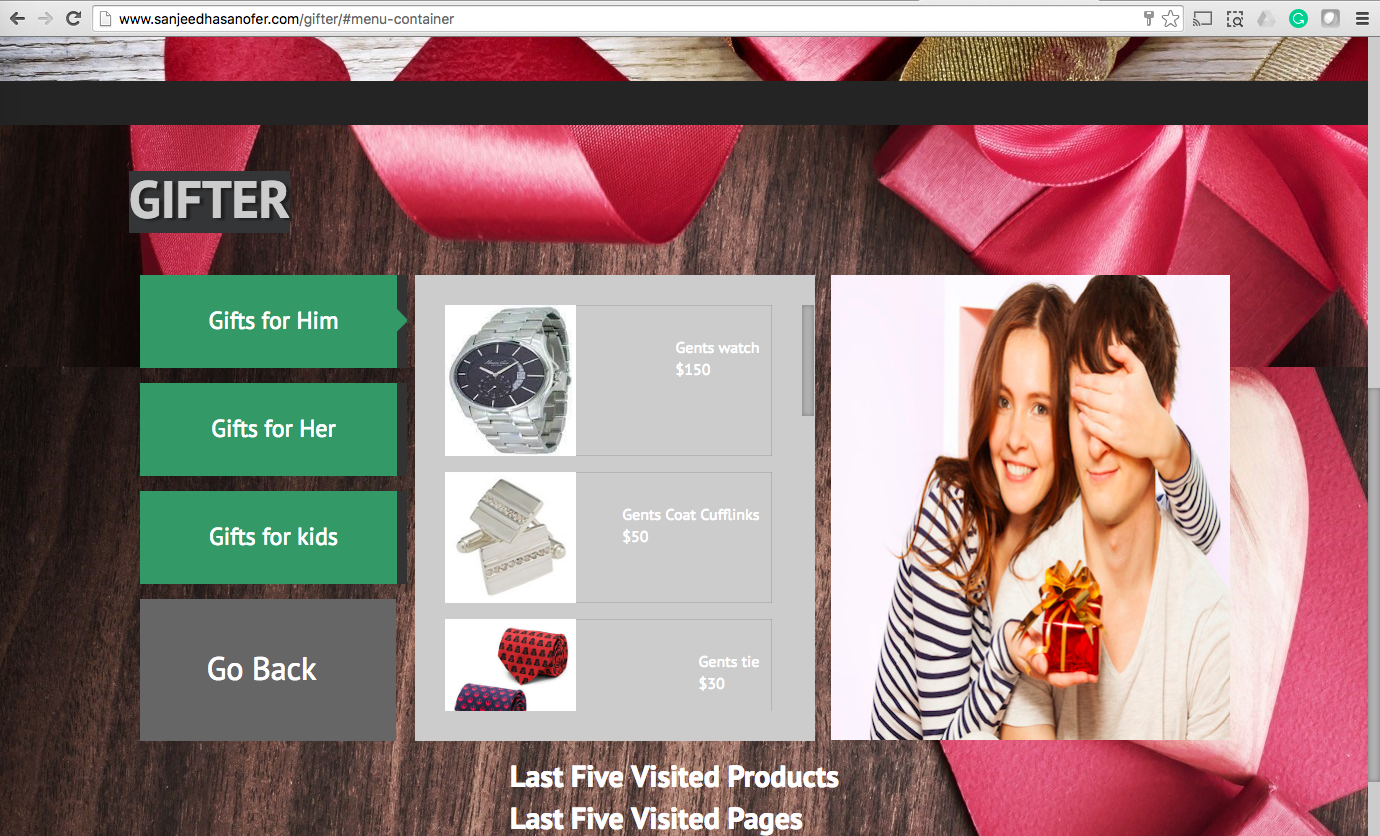 www.sanjeedhasanofer.com/gifter/#menu-container
GIFTER
Gifts for Him
Gifts for Her
Gifts for kids
Go Back
Gents watch
$150
Gents Coat Cufflinks
$50
Gents tie
$30
Last Five Visited Products
Last Five Visited Pages